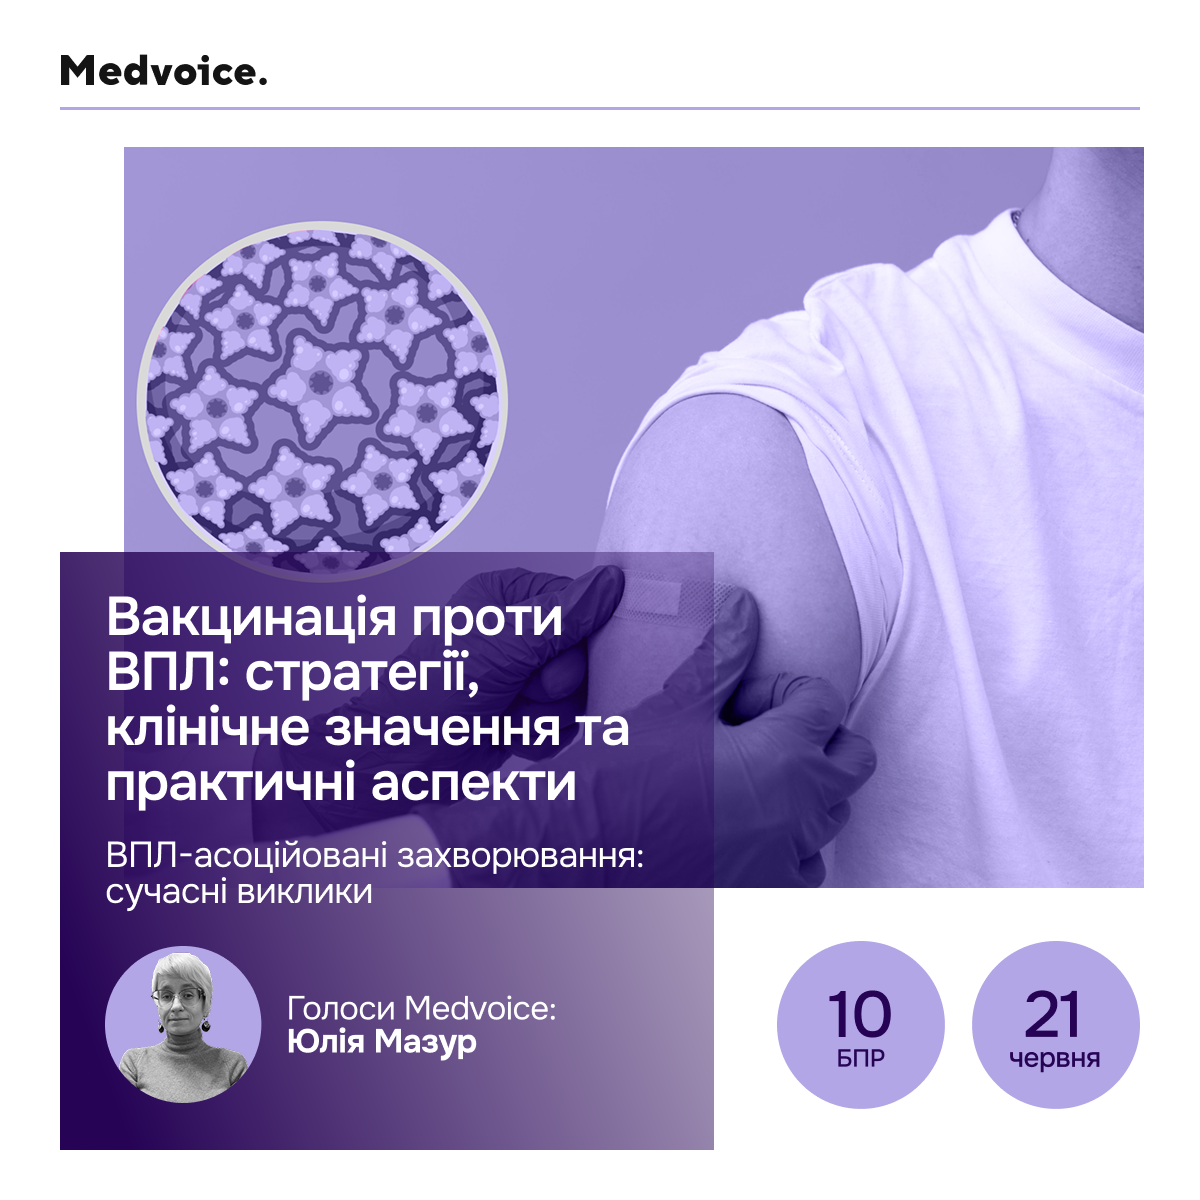 Medvoice.
Вакцинація проти
ВПЛ: стратегії,
клінічне значення та
практичні аспекти
ВПЛ-асоційовані захворювання:
сучасні виклики
Голоси Medvoice:
Юлія Мазур
10
БПР
21
червня